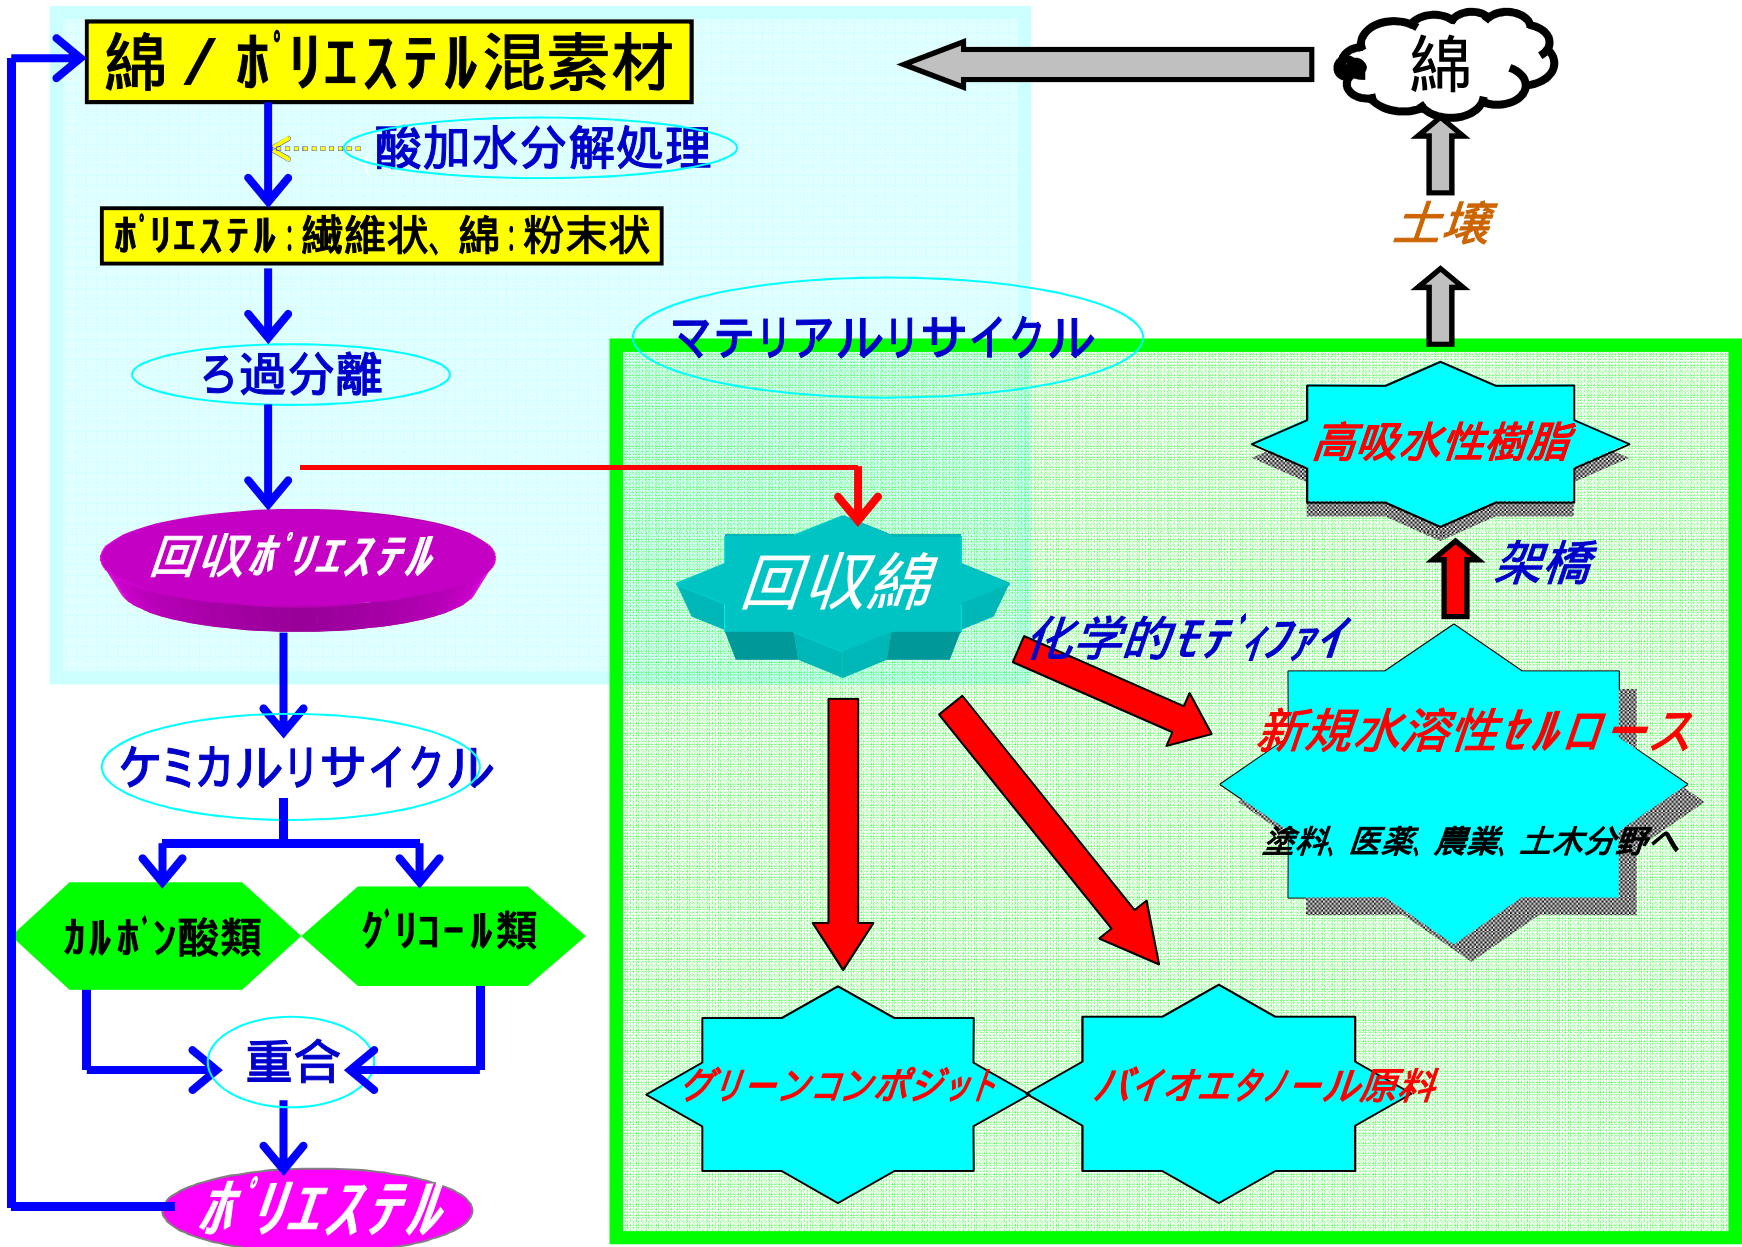 綿 / ﾎﾟﾘｴｽﾃﾙ混素材
綿
酸加水分解処理
ﾎﾟﾘｴｽﾃﾙ：繊維状、綿：粉末状
土壌
マテリアルリサイクル
ろ過分離
高吸水性樹脂
回収ﾎﾟﾘｴｽﾃﾙ
回収綿
架橋
化学的ﾓﾃﾞｨﾌｧｲ
新規水溶性ｾﾙロース
ケミカルリサイクル
塗料、医薬、農業、土木分野へ
ｶﾙﾎﾞﾝ酸類
ｸﾞﾘｺｰﾙ類
重合
グリーンコンポジット
バイオエタノール原料
ﾎﾟﾘｴｽﾃﾙ